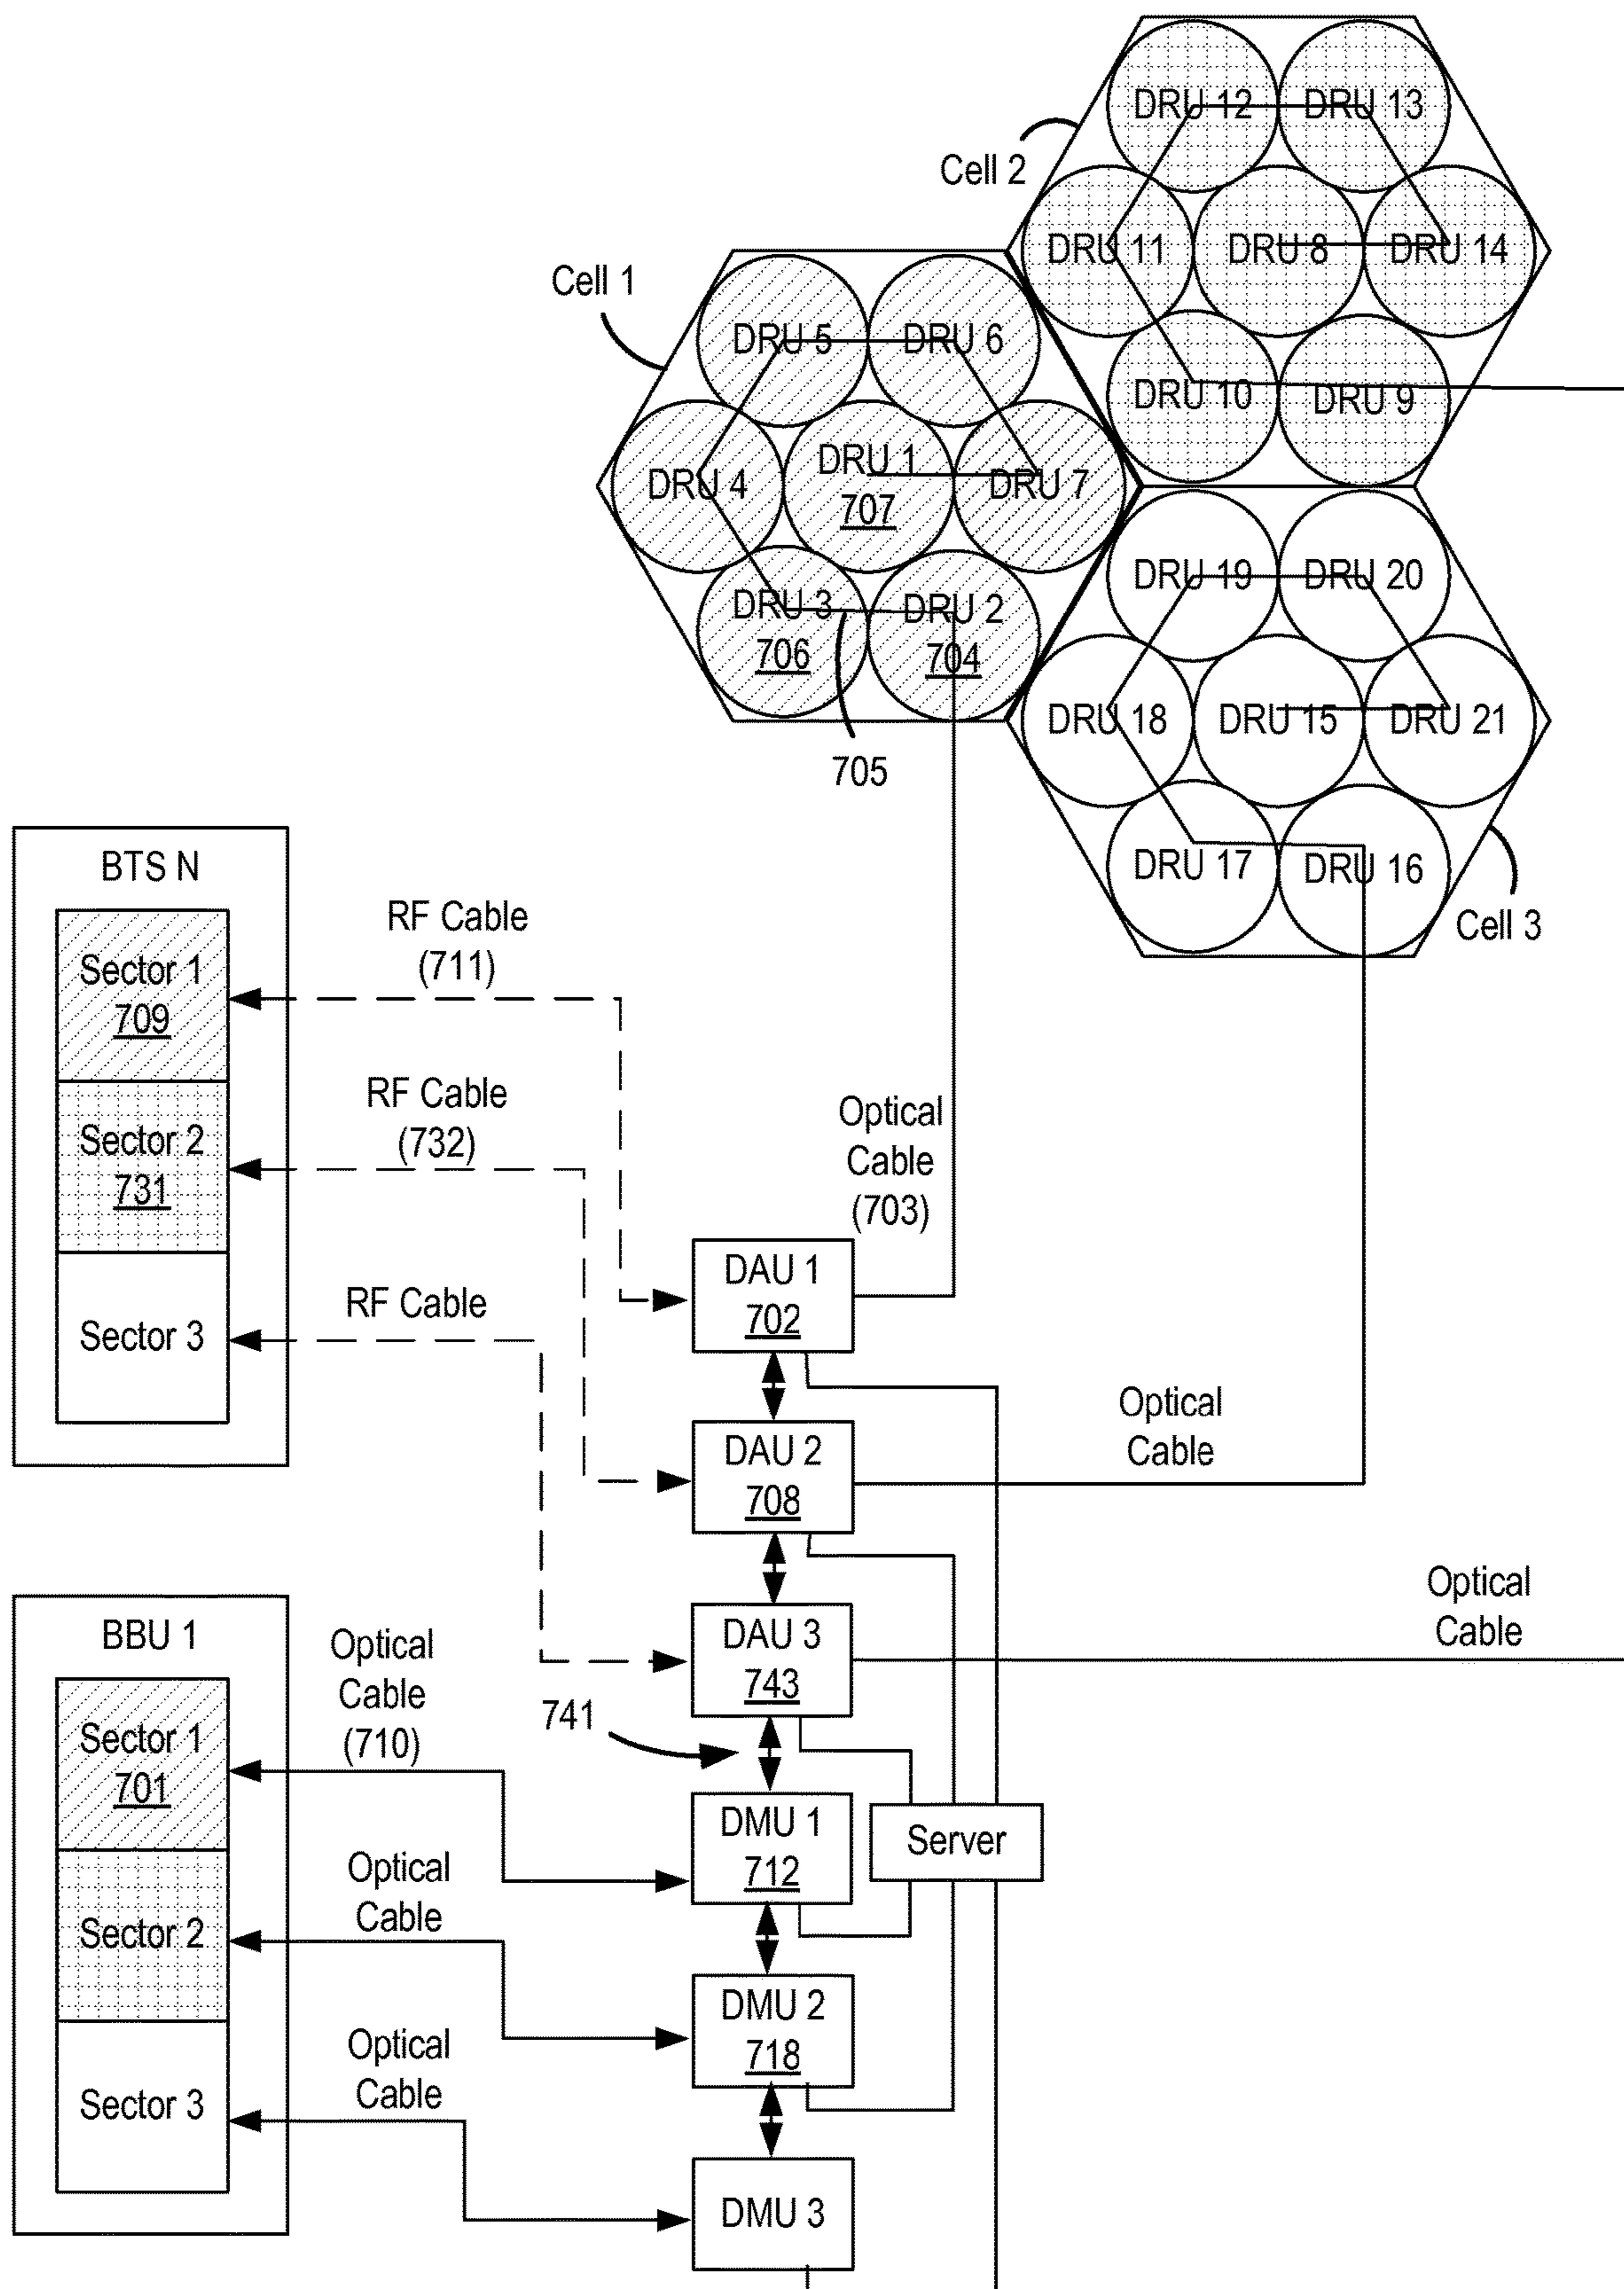 DRU 12
DRU 13
Cell 2
DRU 11
DRU 8
DRU 14
Cell 1
DRU 5
DRU 6
DRU 10
DRU 9
DRU 4
DRU 1
707
DRU 7
DRU 3
706
DRU 2
704
705
DRU 19
DRU 20
DRU 18
DRU 15
DRU 21
DRU 17
DRU 16
Cell 3
BTS N
Sector 1
709
Sector 2
731
Sector 3
RF Cable
(711)
RF Cable
(732)
RF Cable
Optical
Cable
(703)
DAU 1
702
DAU 2
708
Optical
Cable
DAU 3
743
Optical
Cable
741
BBU 1
Sector 1
701
Sector 2
Sector 3
Optical
Cable
(710)
Optical
Cable
Optical
Cable
DMU 1
712
Server
DMU 2
718
DMU 3